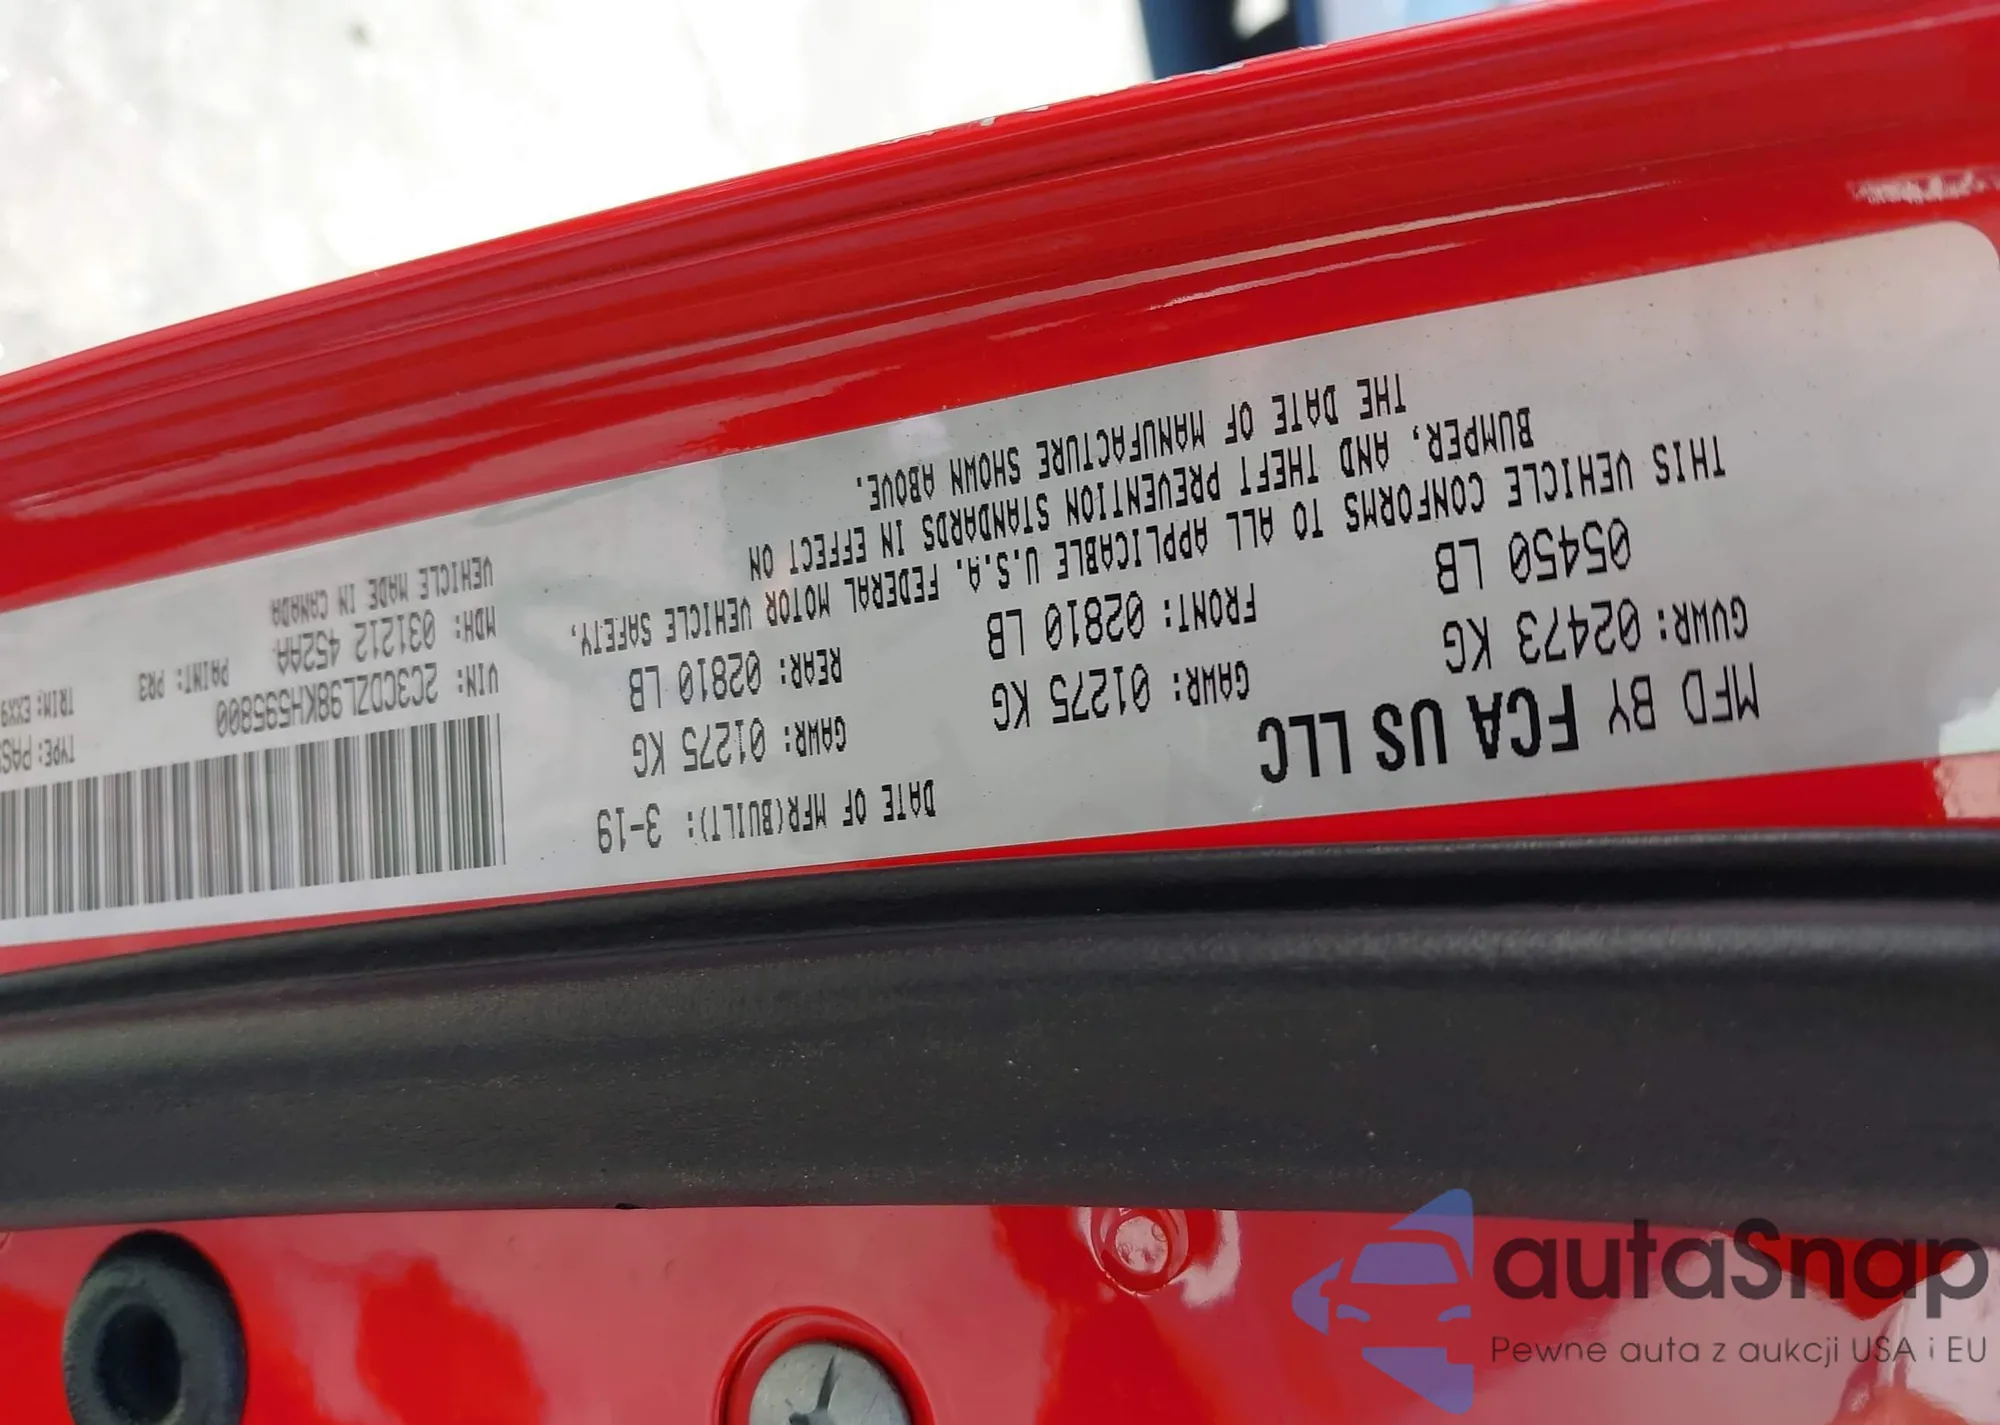 MFD BY FCA US LLC
DATE OF MFR(BUILT): 3-19
GVWR: 02473 KG
05450 LB
GAWR: 01275 KG
FRONT: 02810 LB
GAWR: 01275 KG
REAR: 02810 LB
THIS VEHICLE CONFORMS TO ALL APPLICABLE U.S.A. FEDERAL MOTOR VEHICLE SAFETY,
BUMPER, AND THEFT PREVENTION STANDARDS IN EFFECT ON
THE DATE OF MANUFACTURE SHOWN ABOVE.
VIN: 2C3CDZL98KH595800
TYPE:
MDH: 031212 452AA
PAINT: PR3
TRIM:
VEHICLE MADE IN CANADA
autaSnap
Pewne auta z aukcji USA i EU